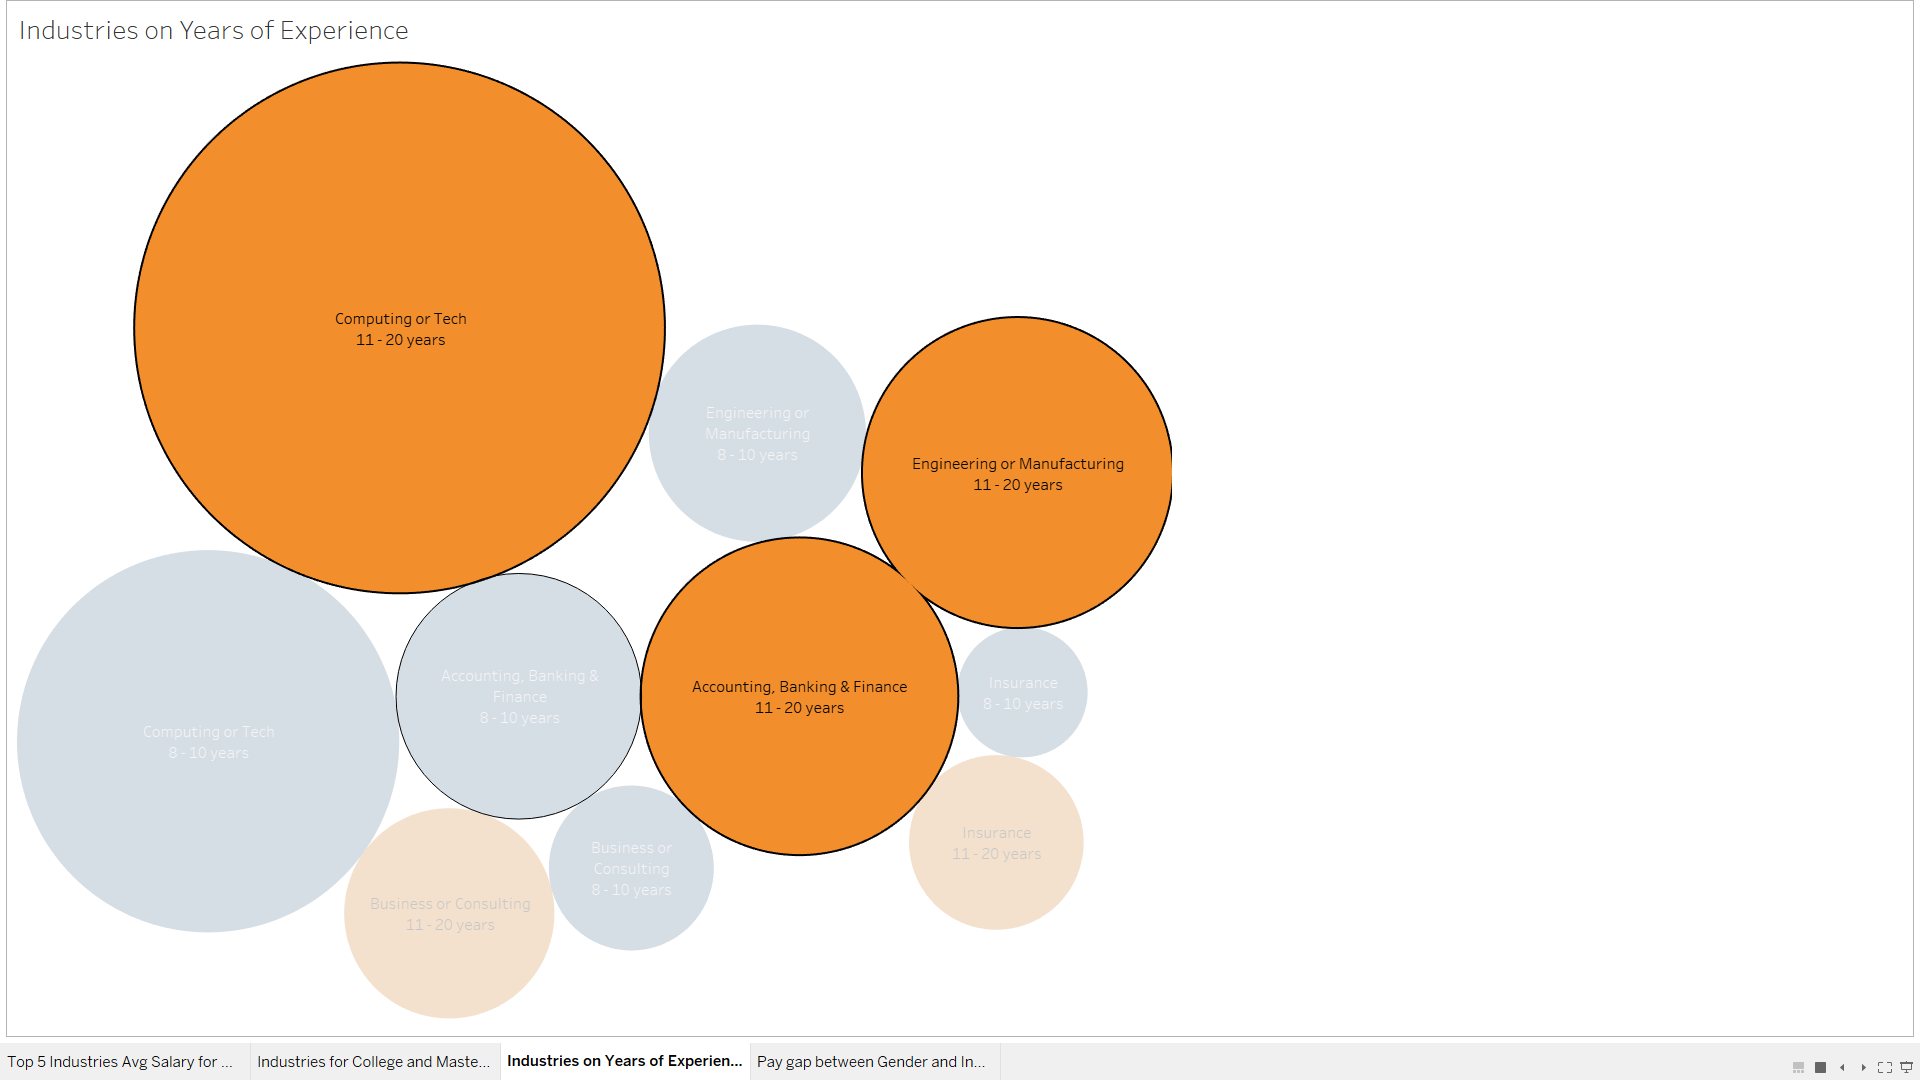 Industries on Years of Experience
Computing or Tech
11 - 20 years
Engineering or
Manufacturing
8 - 10 years
Engineering or Manufacturing
11 - 20 years
Accounting, Banking &
Finance
8 - 10 years
Accounting, Banking & Finance
11 - 20 years
Insurance
8 - 10 years
Computing or Tech
8 - 10 years
Insurance
11 - 20 years
Business or
Consulting
8 - 10 years
Business or Consulting
11 - 20 years
Top 5 Industries Avg Salary for ...
Industries for College and Maste...
Industries on Years of Experien...
Pay gap between Gender and In...